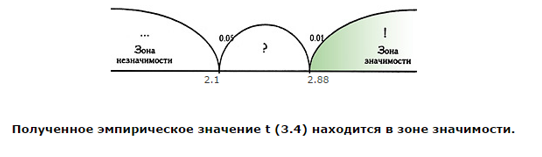 ... 0.05 ? 0.01 !
Зона незначимости
Зона значимости
2.1 2.88
Полученное эмпирическое значение t (3.4) находится в зоне значимости.